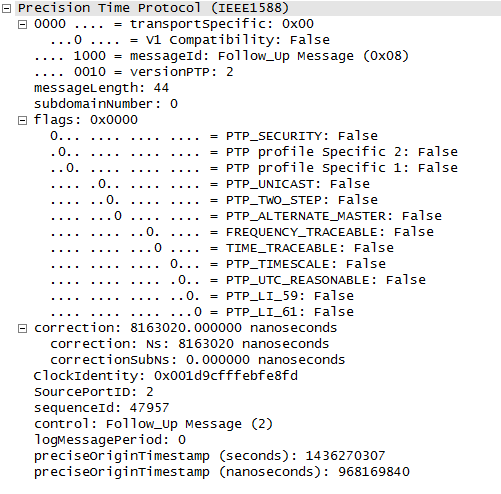 Precision Time Protocol (IEEE1588)
0000 .... = transportSpecific: 0x00
...0 .... = V1 Compatibility: False
.... 1000 = messageId: Follow_Up Message (0x08)
.... 0010 = versionPTP: 2
messageLength: 44
subdomainNumber: 0
flags: 0x0000
0... .... .... .... = PTP_SECURITY: False
.0.. .... .... .... = PTP profile Specific 2: False
..0. .... .... .... = PTP profile Specific 1: False
.... .0.. .... .... = PTP_UNICAST: False
.... ..0. .... .... = PTP_TWO_STEP: False
.... ...0 .... .... = PTP_ALTERNATE_MASTER: False
.... .... ..0. .... = FREQUENCY_TRACEABLE: False
.... .... ...0 .... = TIME_TRACEABLE: False
.... .... .... 0... = PTP_TIMESCALE: False
.... .... .... .0.. = PTP_UTC_REASONABLE: False
.... .... .... ..0. = PTP_LI_59: False
.... .... .... ...0 = PTP_LI_61: False
correction: 8163020.000000 nanoseconds
correction: Ns: 8163020 nanoseconds
correctionSubNs: 0.000000 nanoseconds
ClockIdentity: 0x001d9cfffebfe8fd
SourcePortID: 2
sequenceId: 47957
control: Follow_Up Message (2)
logMessagePeriod: 0
preciseOriginTimestamp (seconds): 1436270307
preciseOriginTimestamp (nanoseconds): 968169840